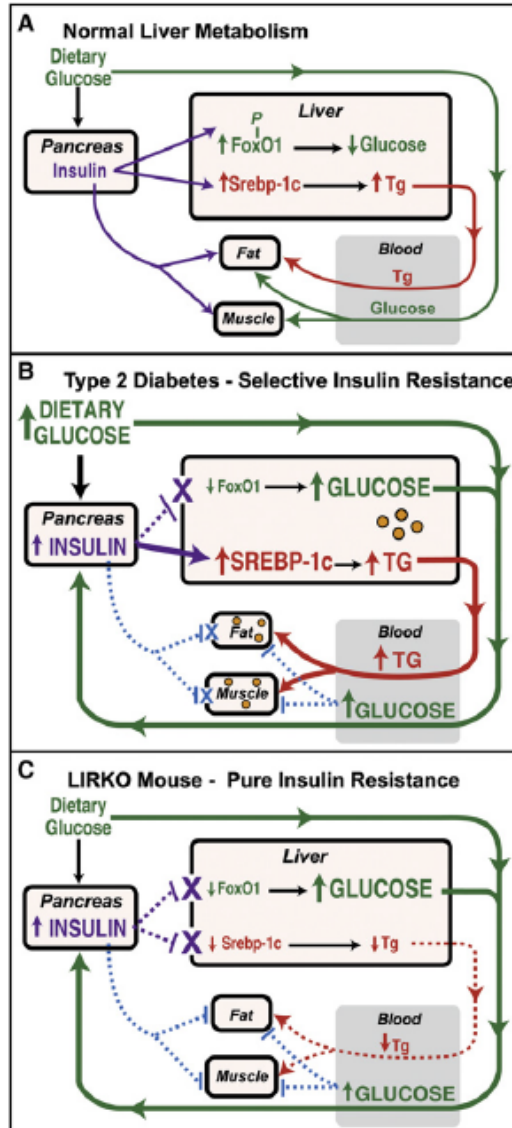 A
Normal Liver Metabolism
Dietary
Glucose
Pancreas
Insulin
Liver
P
↑FoxO1 → ↓Glucose
↑Srebp-1c → ↑Tg
Fat
Muscle
Blood
Tg
Glucose
B
Type 2 Diabetes - Selective Insulin Resistance
↑DIETARY
GLUCOSE
Pancreas
↑INSULIN
X
↓FoxO1 → ↑GLUCOSE
↑SREBP-1c → ↑TG
X Fat
X Muscle
Blood
↑TG
↑GLUCOSE
C
LIRKO Mouse - Pure Insulin Resistance
Dietary
Glucose
Pancreas
↑INSULIN
Liver
X ↓FoxO1 → ↑GLUCOSE
X ↓Srebp-1c → ↓Tg
Fat
Muscle
Blood
↓Tg
↑GLUCOSE